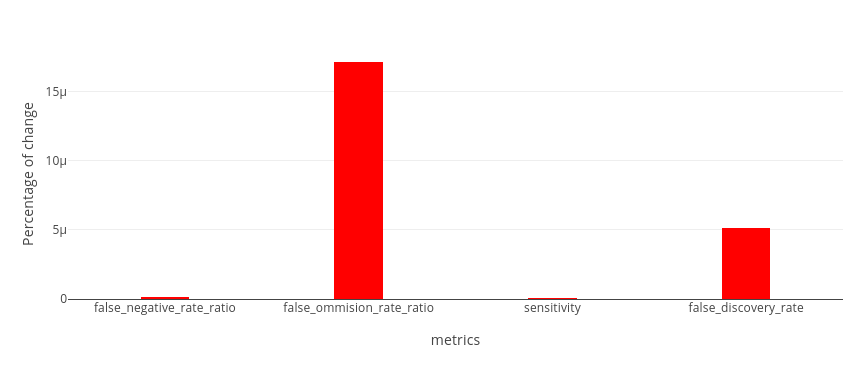 15μ
10μ
5μ
0
Percentage of change
false_negative_rate_ratio
false_ommision_rate_ratio
sensitivity
false_discovery_rate
metrics